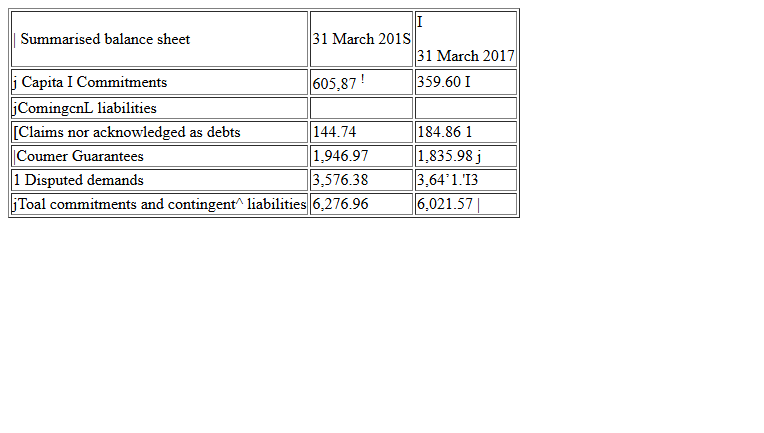 | Summarised balance sheet 31 March 201S I
31 March 2017
j Capita I Commitments 605,87 ! 359.60 I
jComingcnL liabilities
[Claims nor acknowledged as debts 144.74 184.86 1
|Coumer Guarantees 1,946.97 1,835.98 j
1 Disputed demands 3,576.38 3,64’1.'I3
jToal commitments and contingent^ liabilities 6,276.96 6,021.57 |